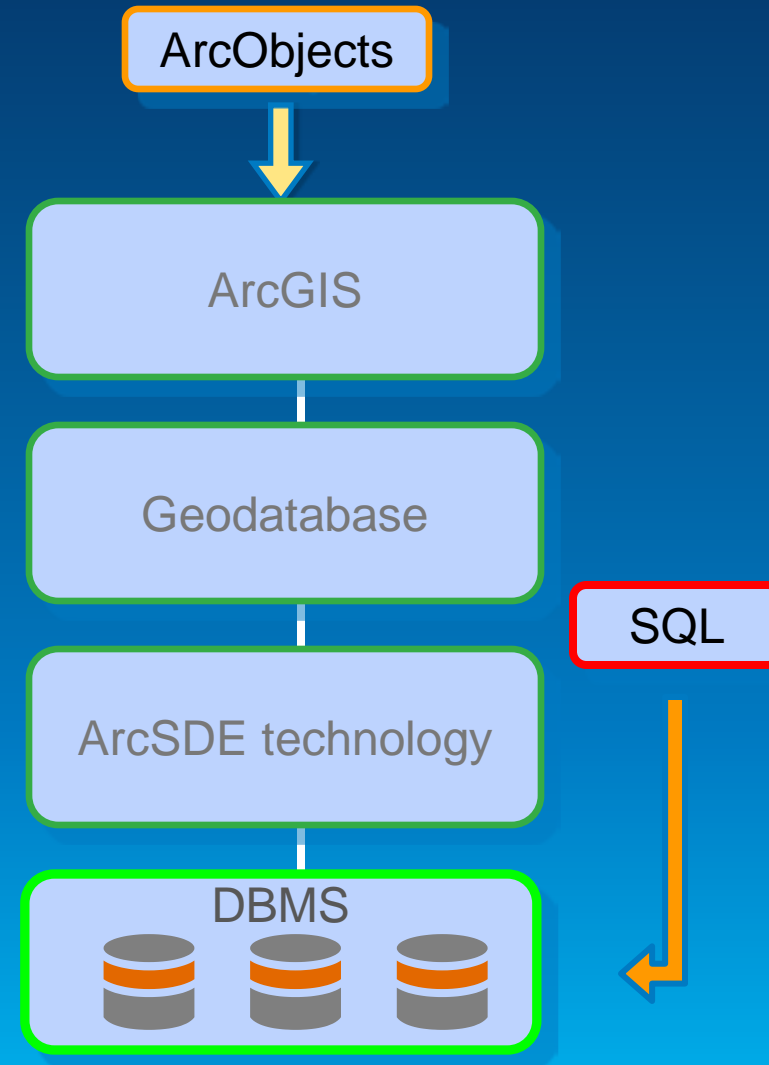 ArcObjects
ArcGIS
Geodatabase
SQL
ArcSDE technology
DBMS